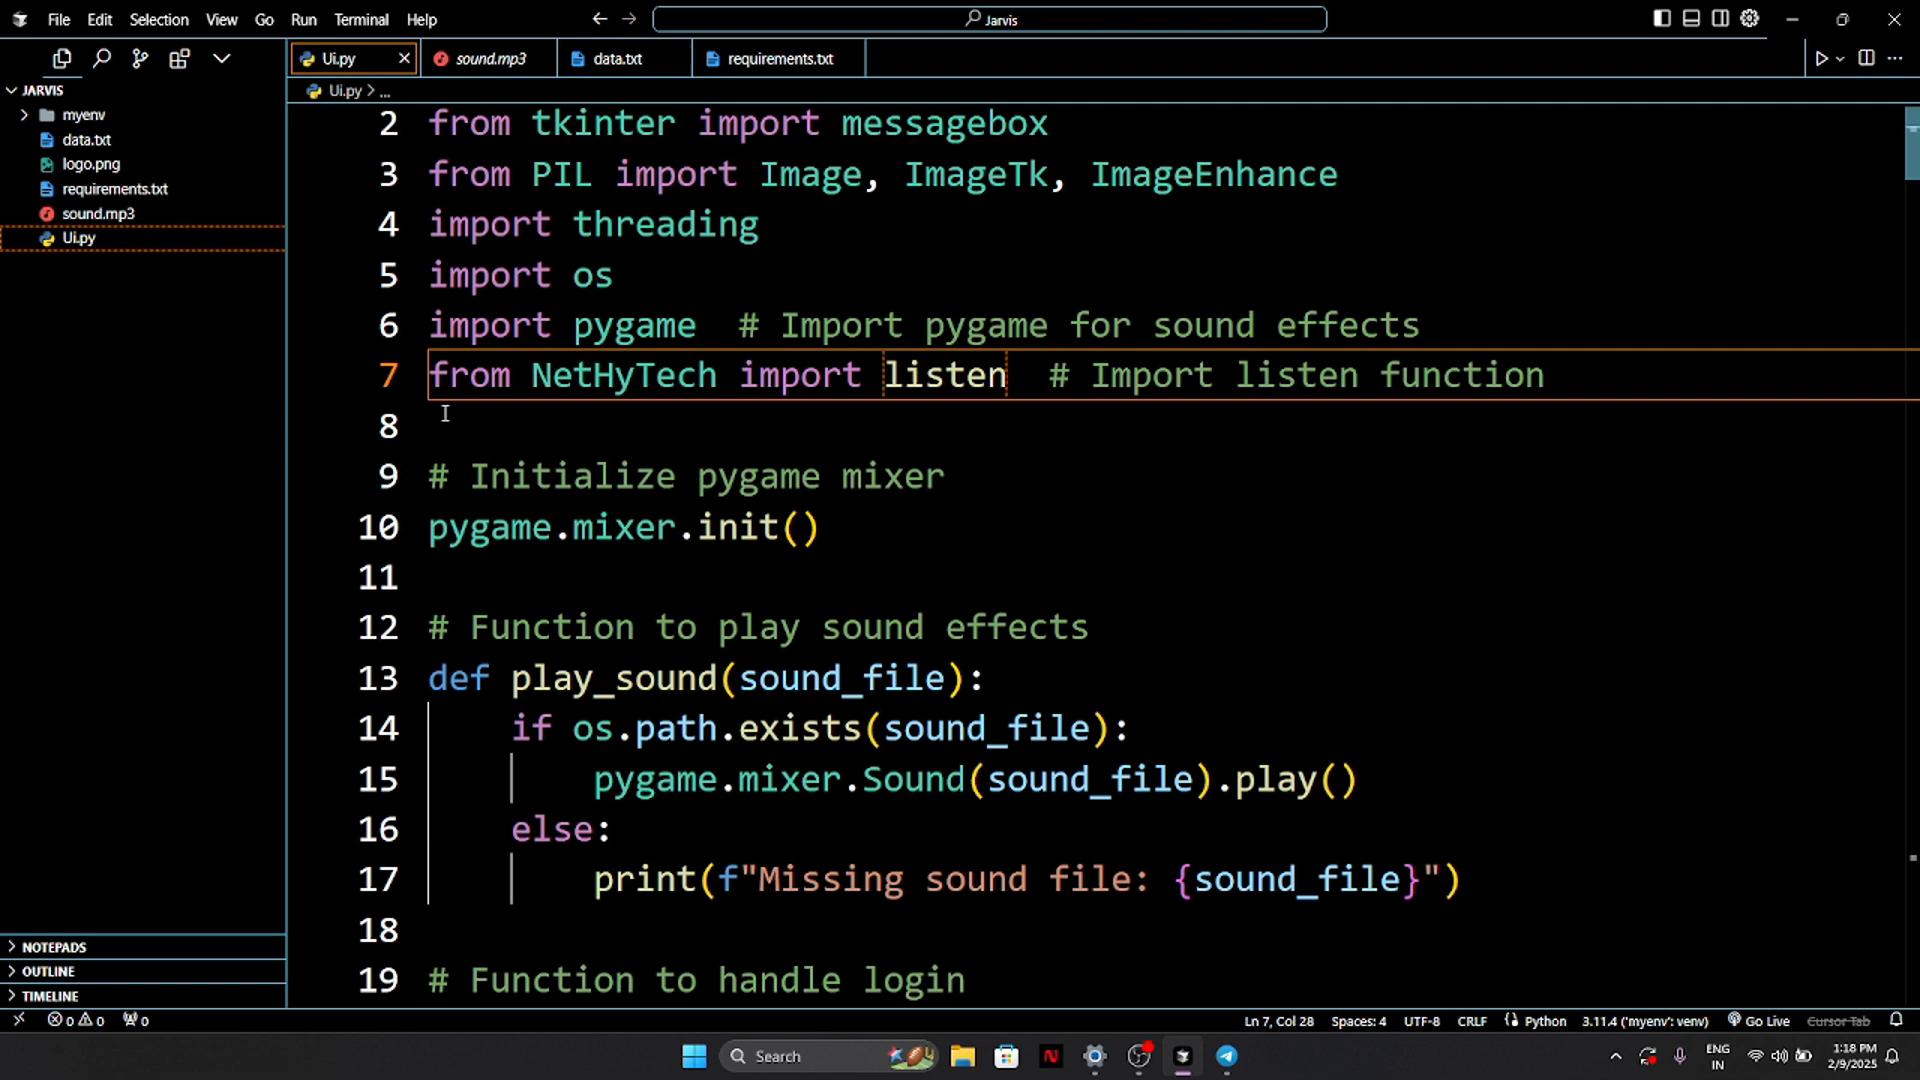 File Edit Selection View Go Run Terminal Help
Jarvis
Ui.py
sound.mp3
data.txt
requirements.txt
JARVIS
myenv
data.txt
logo.png
requirements.txt
sound.mp3
Ui.py
NOTEPADS
OUTLINE
TIMELINE
Ui.py > ...
2 from tkinter import messagebox
3 from PIL import Image, ImageTk, ImageEnhance
4 import threading
5 import os
6 import pygame # Import pygame for sound effects
7 from NetHyTech import listen # Import listen function
8
9 # Initialize pygame mixer
10 pygame.mixer.init()
11
12 # Function to play sound effects
13 def play_sound(sound_file):
14 if os.path.exists(sound_file):
15 pygame.mixer.Sound(sound_file).play()
16 else:
17 print(f"Missing sound file: {sound_file}")
18
19 # Function to handle login
0 0 0 Ln 7, Col 28 Spaces: 4 UTF-8 CRLF Python 3.11.4 ('myenv': venv) Go Live Cursor Tab
Search
N
ENG
IN
1:18 PM
2/9/2025